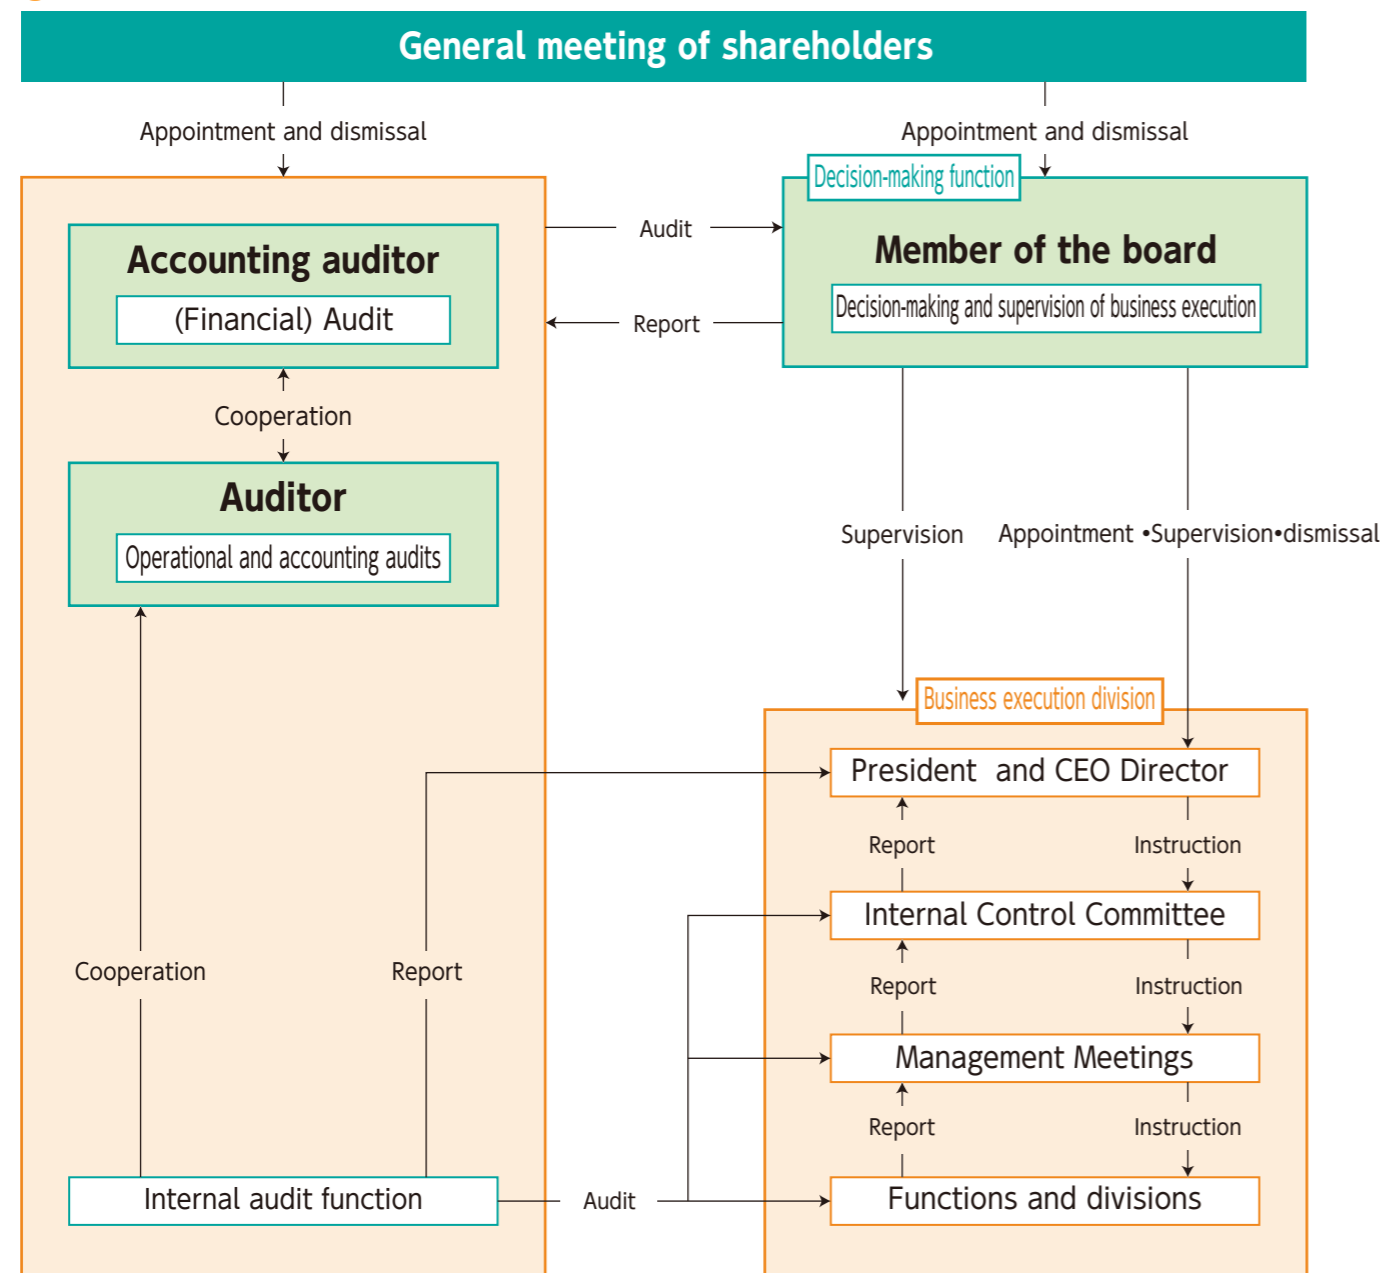 General meeting of shareholders
Appointment and dismissal
Appointment and dismissal
Decision-making function
Accounting auditor
(Financial) Audit
Audit
Report
Member of the board
Decision-making and supervision of business execution
Cooperation
Auditor
Operational and accounting audits
Supervision
Appointment •Supervision•dismissal
Business execution division
President and CEO Director
Report
Instruction
Internal Control Committee
Cooperation
Report
Report
Instruction
Management Meetings
Report
Instruction
Internal audit function
Audit
Functions and divisions